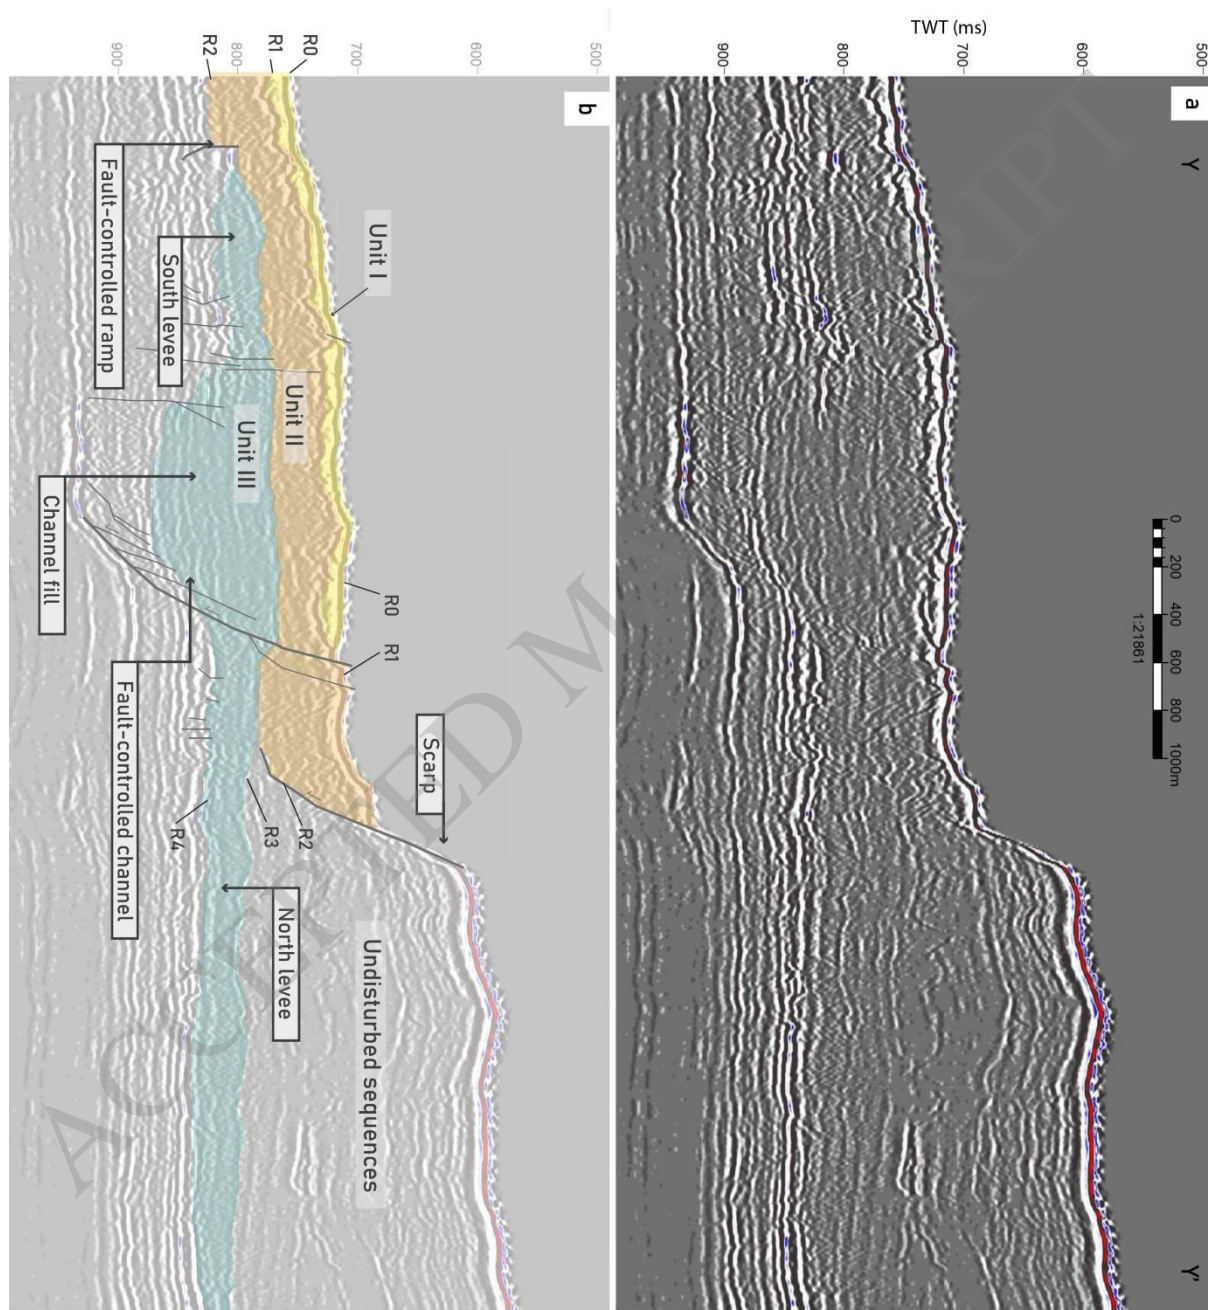 a
Y
Y'
TWT (ms)
500
600
700
800
900
0
200
400
600
800
1000m
1:21861
b
500
600
700
800
900
R0
R1
R2
Unit I
Unit II
Unit III
R0
R1
Scarp
R2
R3
R4
Undisturbed sequences
North levee
Fault-controlled ramp
South levee
Channel fill
Fault-controlled channel
ACCEPTED MANUSCRIPT